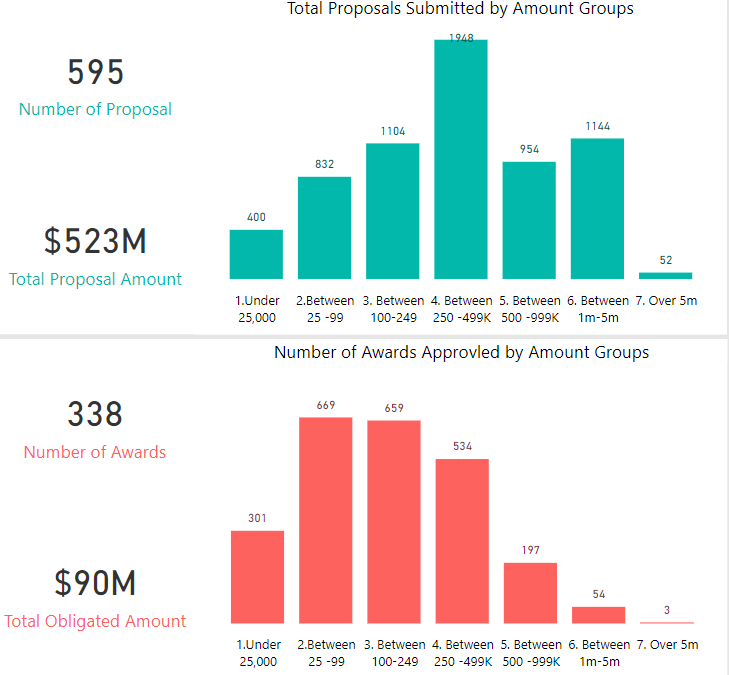 Total Proposals Submitted by Amount Groups
595
Number of Proposal
$523M
Total Proposal Amount
400
832
1104
1948
954
1144
52
1.Under 25,000
2.Between 25 -99
3. Between 100-249
4. Between 250 -499K
5. Between 500 -999K
6. Between 1m-5m
7. Over 5m
Number of Awards Approvled by Amount Groups
338
Number of Awards
$90M
Total Obligated Amount
301
669
659
534
197
54
3
1.Under 25,000
2.Between 25 -99
3. Between 100-249
4. Between 250 -499K
5. Between 500 -999K
6. Between 1m-5m
7. Over 5m